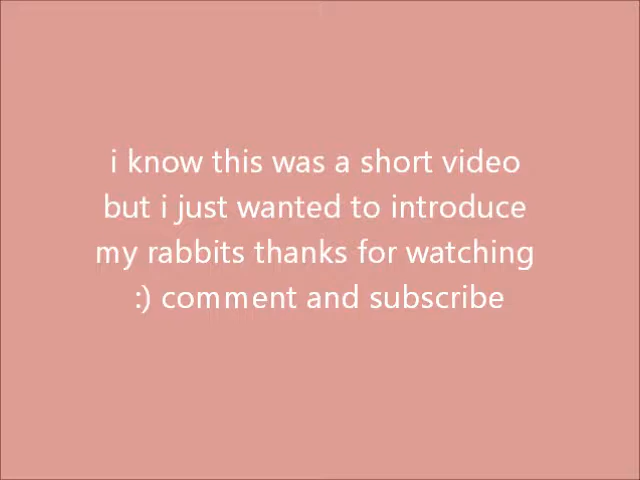 i know this was a short video
but i just wanted to introduce
my rabbits thanks for watching
:) comment and subscribe